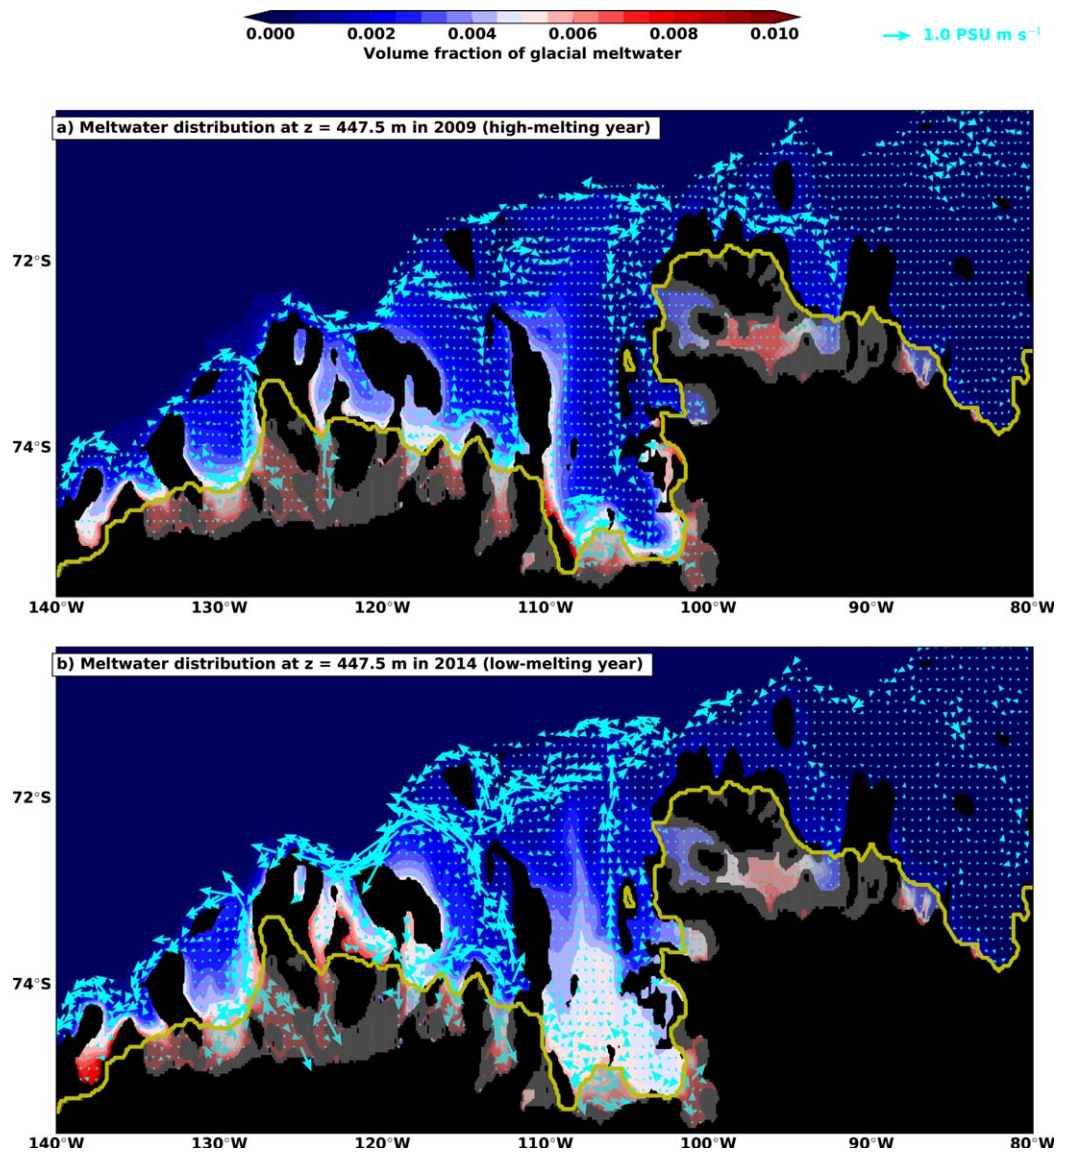 0.000 0.002 0.004 0.006 0.008 0.010
Volume fraction of glacial meltwater
1.0 PSU m s⁻¹
a) Meltwater distribution at z = 447.5 m in 2009 (high-melting year)
72°S
74°S
140°W 130°W 120°W 110°W 100°W 90°W 80°W
b) Meltwater distribution at z = 447.5 m in 2014 (low-melting year)
72°S
74°S
140°W 130°W 120°W 110°W 100°W 90°W 80°W